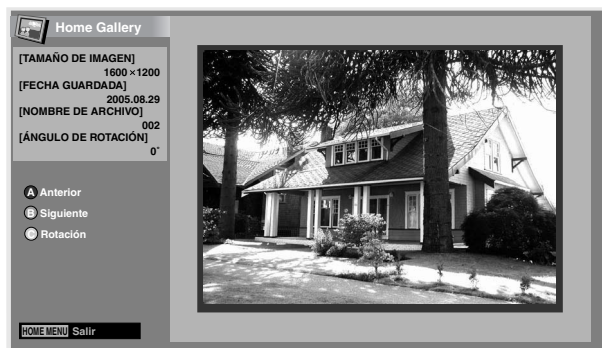 Home Gallery
[TAMAÑO DE IMAGEN]
1600×1200
[FECHA GUARDADA]
2005.08.29
[NOMBRE DE ARCHIVO]
002
[ÁNGULO DE ROTACIÓN]
0°
A Anterior
B Siguiente
C Rotación
HOME MENU Salir